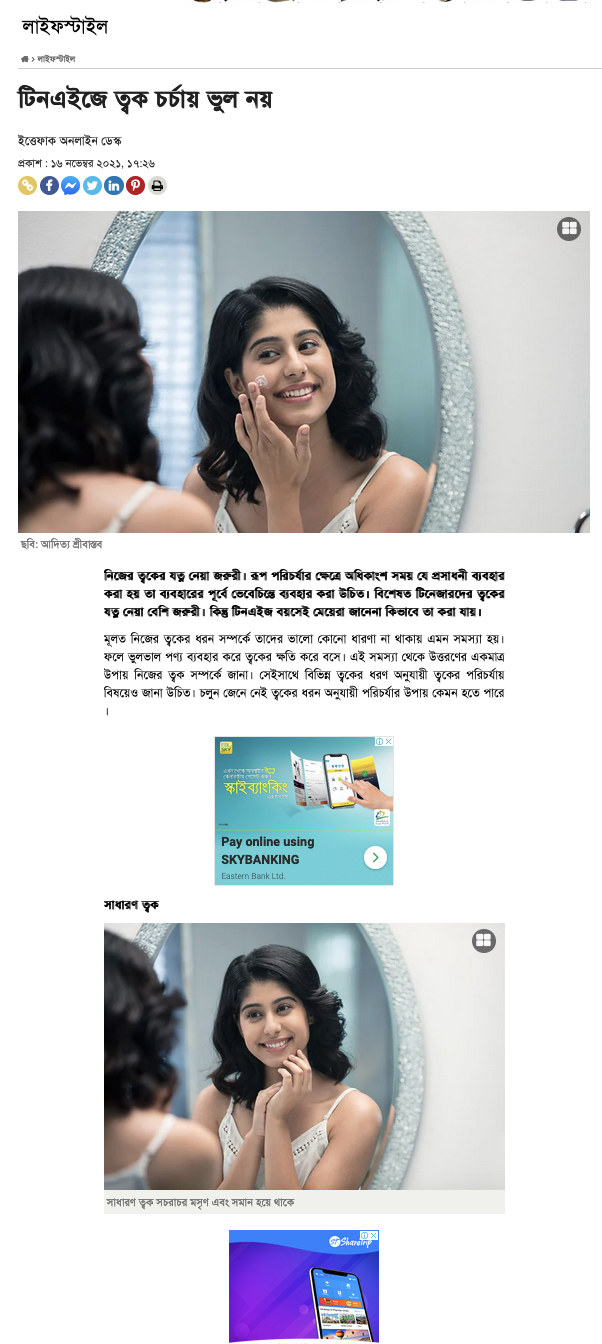 লাইফস্টাইল
› লাইফস্টাইল
টিনএইজে ত্বক চর্চায় ভুল নয়
ইত্তেফাক অনলাইন ডেস্ক
প্রকাশ : ১৬ নভেম্বর ২০২১, ১৭:২৬
ছবি: আদিত্য শ্রীবাস্তব
নিজের ত্বকের যত্ন নেয়া জরুরী। রূপ পরিচর্যার ক্ষেত্রে অধিকাংশ সময় যে প্রসাধনী ব্যবহার
করা হয় তা ব্যবহারের পূর্বে ভেবেচিন্তে ব্যবহার করা উচিত। বিশেষত টিনেজারদের ত্বকের
যত্ন নেয়া বেশি জরুরী। কিন্তু টিনএইজ বয়সেই মেয়েরা জানেনা কিভাবে তা করা যায়।
মূলত নিজের ত্বকের ধরন সম্পর্কে তাদের ভালো কোনো ধারণা না থাকায় এমন সমস্যা হয়।
ফলে ভুলভাল পণ্য ব্যবহার করে ত্বকের ক্ষতি করে বসে। এই সমস্যা থেকে উত্তরণের একমাত্র
উপায় নিজের ত্বক সম্পর্কে জানা। সেইসাথে বিভিন্ন ত্বকের ধরণ অনুযায়ী ত্বকের পরিচর্যায়
বিষয়েও জানা উচিত। চলুন জেনে নেই ত্বকের ধরন অনুযায়ী পরিচর্যার উপায় কেমন হতে পারে
।
SKY
স্কাইব্যাংকিং
Pay online using
SKYBANKING
Eastern Bank Ltd.
সাধারণ ত্বক
সাধারণ ত্বক সচরাচর মসৃণ এবং সমান হয়ে থাকে
ST Sharetrip